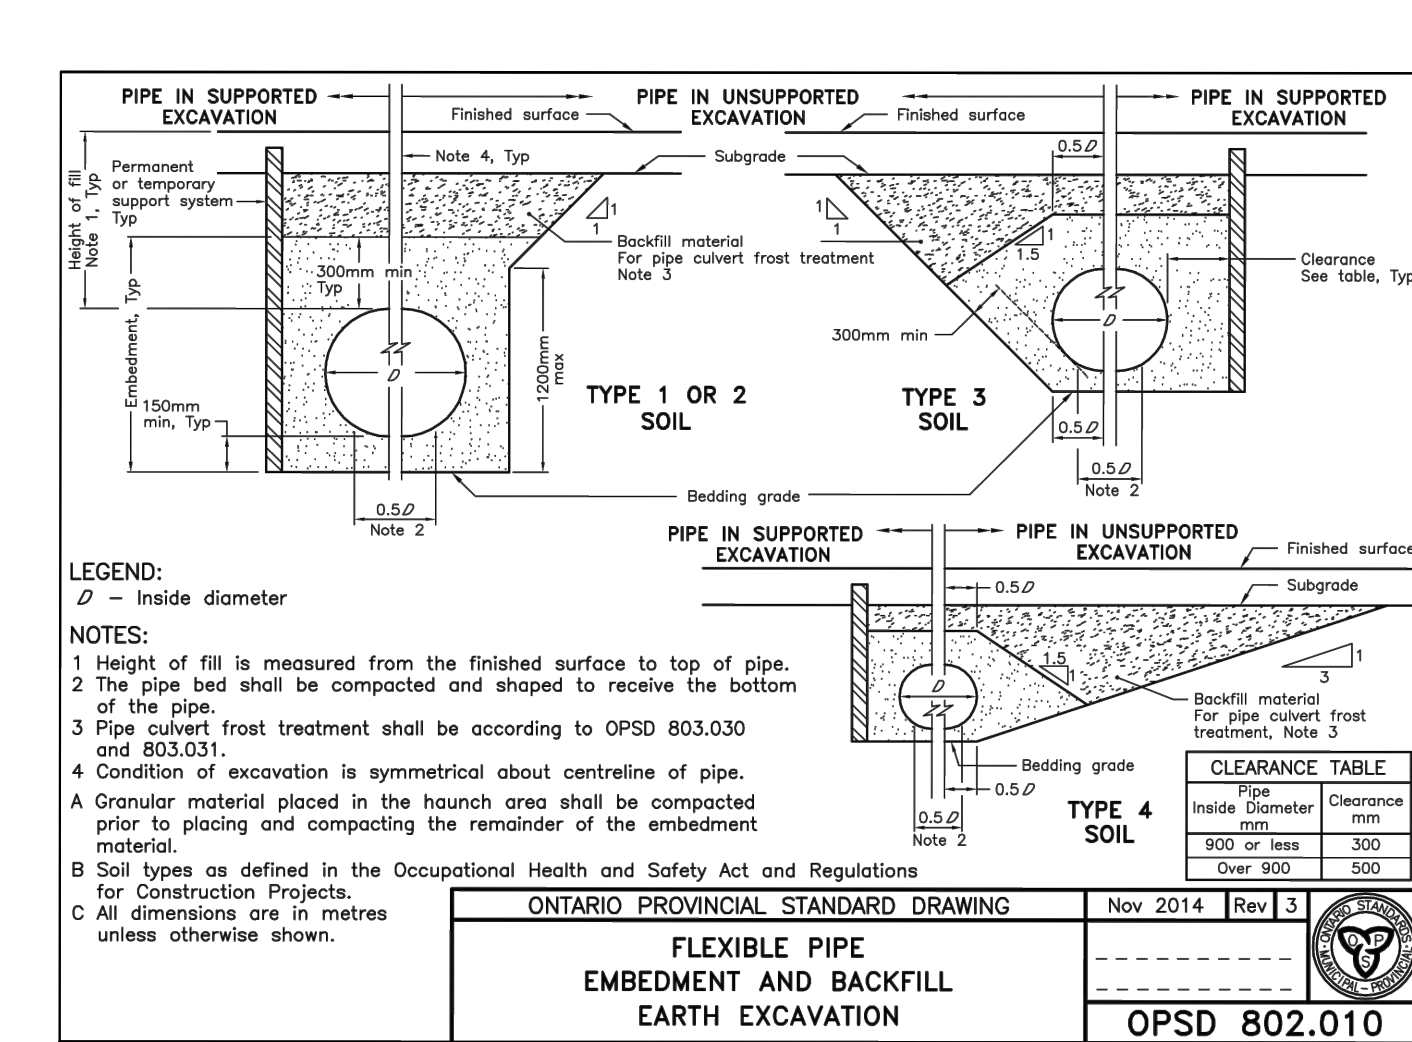 PIPE IN SUPPORTED
EXCAVATION
PIPE IN UNSUPPORTED
EXCAVATION
PIPE IN SUPPORTED
EXCAVATION
Finished surface
Finished surface
Note 4, Typ
Subgrade
0.5D
Permanent
or temporary
support system
Typ
Height of fill
Note 1, Typ
1
1
1
1
Backfill material
For pipe culvert frost treatment
Note 3
1
1.5
Clearance
See table, Typ
300mm min
Typ
Embedment, Typ
300mm min
D
D
1200mm
max
150mm
min, Typ
TYPE 1 OR 2
SOIL
TYPE 3
SOIL
0.5D
0.5D
Note 2
Bedding grade
0.5D
Note 2
PIPE IN SUPPORTED
EXCAVATION
PIPE IN UNSUPPORTED
EXCAVATION
Finished surface
Subgrade
0.5D
1.5
1
1
3
D
Backfill material
For pipe culvert frost
treatment, Note 3
Bedding grade
0.5D
0.5D
Note 2
TYPE 4
SOIL
LEGEND:
D – Inside diameter
NOTES:
1 Height of fill is measured from the finished surface to top of pipe.
2 The pipe bed shall be compacted and shaped to receive the bottom
of the pipe.
3 Pipe culvert frost treatment shall be according to OPSD 803.030
and 803.031.
4 Condition of excavation is symmetrical about centreline of pipe.
A Granular material placed in the haunch area shall be compacted
prior to placing and compacting the remainder of the embedment
material.
B Soil types as defined in the Occupational Health and Safety Act and Regulations
for Construction Projects.
C All dimensions are in metres
unless otherwise shown.
CLEARANCE TABLE
Pipe
Inside Diameter
mm
Clearance
mm
900 or less 300
Over 900 500
ONTARIO PROVINCIAL STANDARD DRAWING
Nov 2014 Rev 3
FLEXIBLE PIPE
EMBEDMENT AND BACKFILL
EARTH EXCAVATION
ONTARIO STANDARDS
MUNICIPAL – PROVINCIAL
O P S
OPSD 802.010